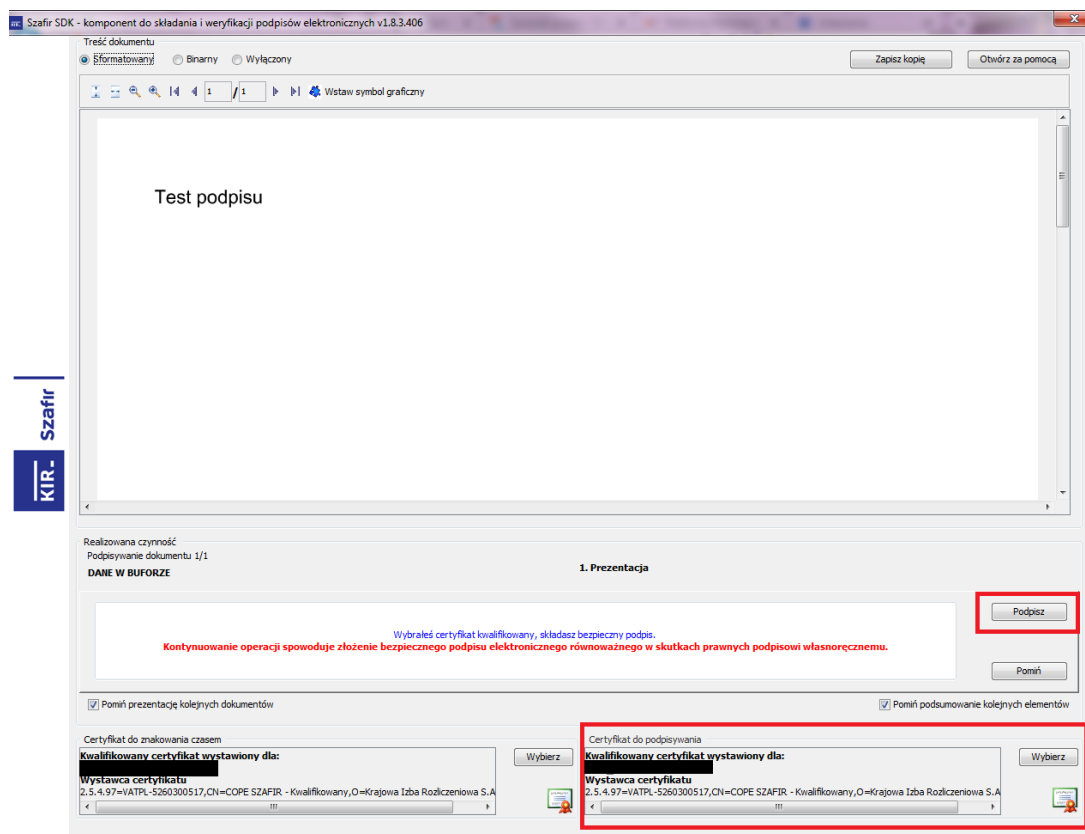 KIR Szafir SDK - komponent do składania i weryfikacji podpisów elektronicznych v1.8.3.406
Treść dokumentu
Sformatowany Binarny Wyłączony Zapisz kopię Otwórz za pomocą
1 / 1 Wstaw symbol graficzny
Test podpisu
KIR Szafir
Realizowana czynność
Podpisywanie dokumentu 1/1
DANE W BUFORZE
1. Prezentacja
Podpisz
Wybrałeś certyfikat kwalifikowany, składasz bezpieczny podpis.
Kontynuowanie operacji spowoduje złożenie bezpiecznego podpisu elektronicznego równoważnego w skutkach prawnych podpisowi własnoręcznemu.
Pomiń
Pomiń prezentację kolejnych dokumentów Pomiń podsumowanie kolejnych elementów
Certyfikat do znakowania czasem
Kwalifikowany certyfikat wystawiony dla:
Wybierz
Wystawca certyfikatu
2.5.4.97=VATPL-5260300517,CN=COPE SZAFIR - Kwalifikowany,O=Krajowa Izba Rozliczeniowa S.A
Certyfikat do podpisywania
Kwalifikowany certyfikat wystawiony dla:
Wybierz
Wystawca certyfikatu
2.5.4.97=VATPL-5260300517,CN=COPE SZAFIR - Kwalifikowany,O=Krajowa Izba Rozliczeniowa S.A